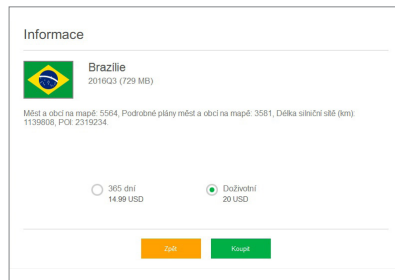 Informace
Brazílie
2016Q3 (729 MB)
Měst a obcí na mapě: 5564, Podrobné plány měst a obcí na mapě: 3581, Délka silniční sítě (km):
1139808, POI: 2319234.
365 dní
14.99 USD
Doživotní
20 USD
Zpět
Koupit